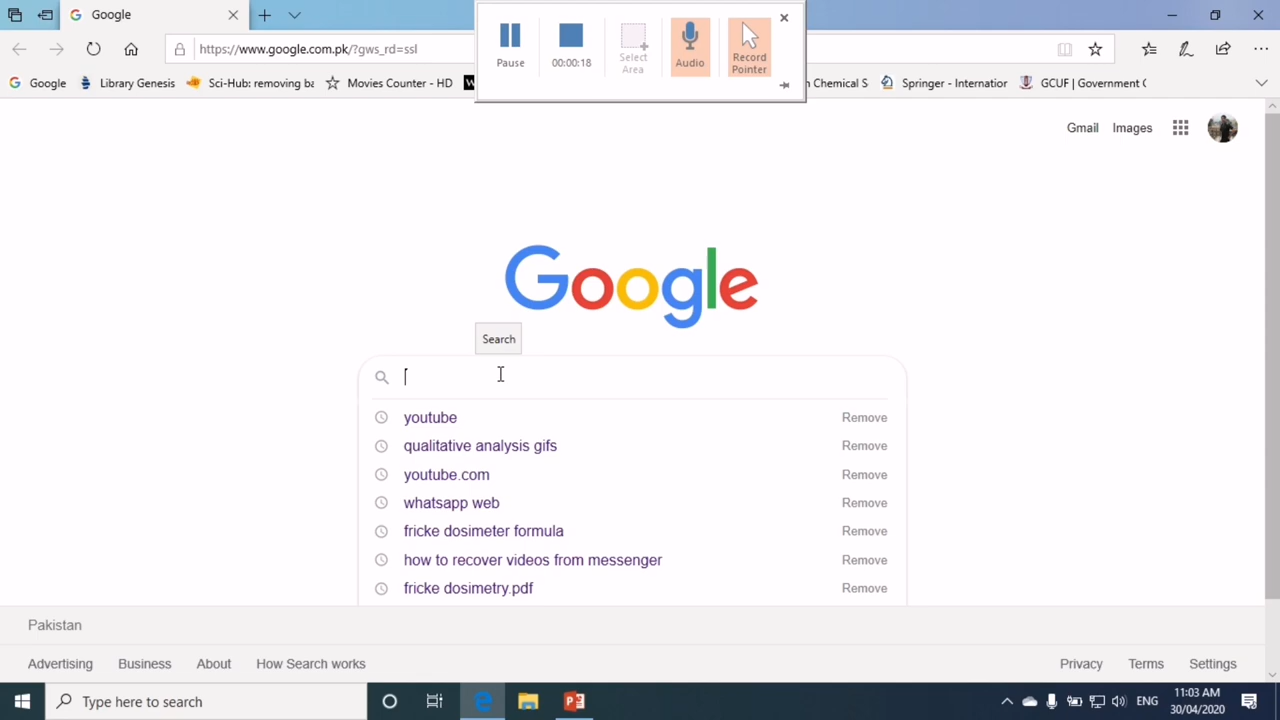 Google
https://www.google.com.pk/?gws_rd=ssl
Pause
00:00:18
Select Area
Audio
Record Pointer
Google
Library Genesis
Sci-Hub: removing ba
Movies Counter - HD
W
n Chemical S
Springer - Internation
GCUF | Government C
Gmail
Images
Google
Search
youtube Remove
qualitative analysis gifs Remove
youtube.com Remove
whatsapp web Remove
fricke dosimeter formula Remove
how to recover videos from messenger Remove
fricke dosimetry.pdf Remove
Pakistan
Advertising Business About How Search works Privacy Terms Settings
Type here to search
ENG
11:03 AM
30/04/2020